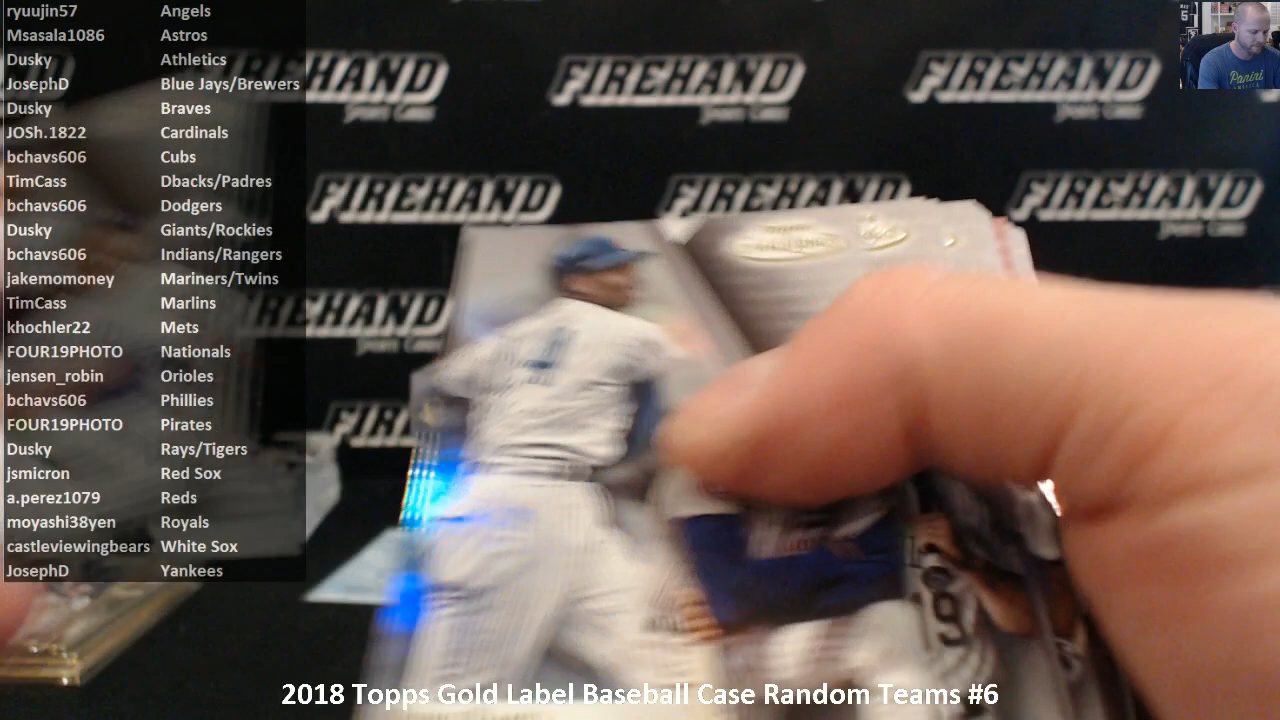 ryuujin57 Angels
Msasala1086 Astros
Dusky Athletics
JosephD Blue Jays/Brewers
Dusky Braves
JOSh.1822 Cardinals
bchavs606 Cubs
TimCass Dbacks/Padres
bchavs606 Dodgers
Dusky Giants/Rockies
bchavs606 Indians/Rangers
jakemomoney Mariners/Twins
TimCass Marlins
khochler22 Mets
FOUR19PHOTO Nationals
jensen_robin Orioles
bchavs606 Phillies
FOUR19PHOTO Pirates
Dusky Rays/Tigers
jsmicron Red Sox
a.perez1079 Reds
moyashi38yen Royals
castleviewingbears White Sox
JosephD Yankees
FIREHAND FIREHAND
FIREHAND FIREHAND FIREHAND
Panini
19
2018 Topps Gold Label Baseball Case Random Teams #6